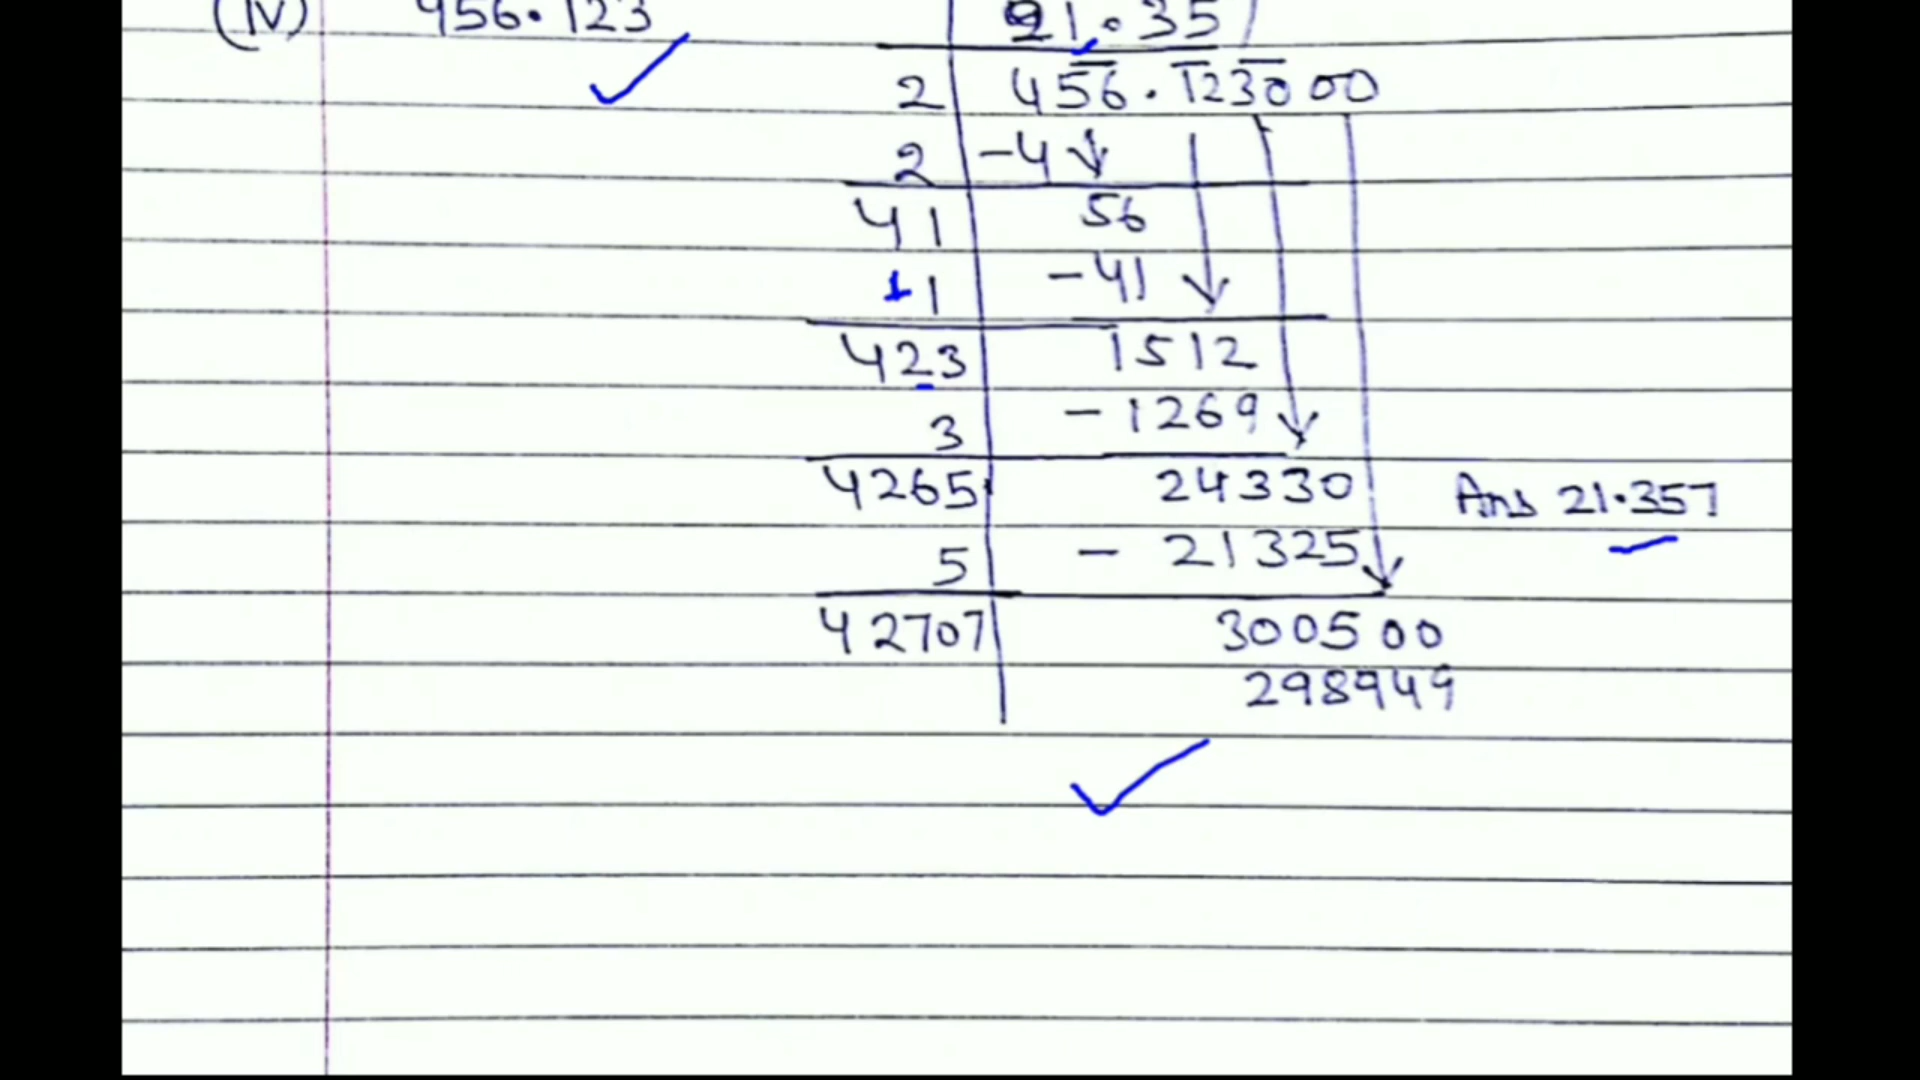 (iv) 456.123 21.35
2 456.123000
2 -4
41 56
+1 -41
423 1512
3 -1269
4265 24330 Ans 21.357
5 - 21325
42707 300500
298949